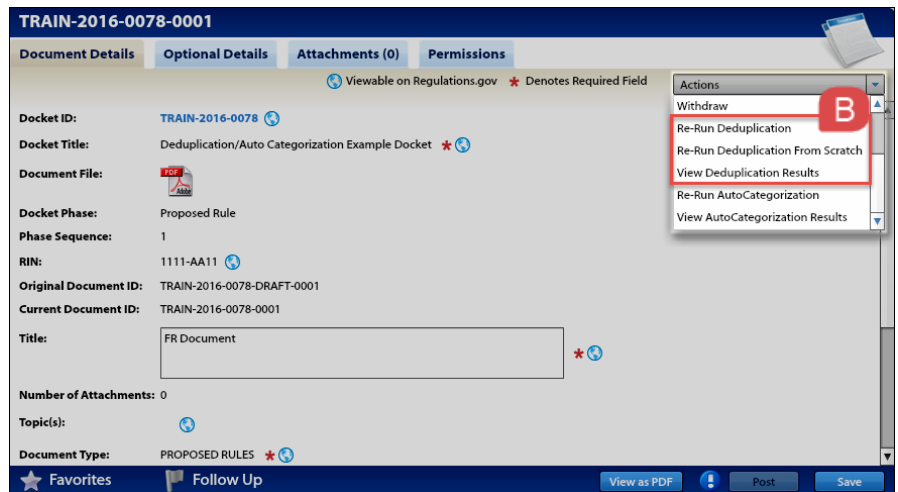 TRAIN-2016-0078-0001
Document Details Optional Details Attachments (0) Permissions
Viewable on Regulations.gov * Denotes Required Field
Actions
Withdraw
B
Re-Run Deduplication
Re-Run Deduplication From Scratch
View Deduplication Results
Re-Run AutoCategorization
View AutoCategorization Results
Docket ID: TRAIN-2016-0078
Docket Title: Deduplication/Auto Categorization Example Docket *
Document File: PDF Adobe
Docket Phase: Proposed Rule
Phase Sequence: 1
RIN: 1111-AA11
Original Document ID: TRAIN-2016-0078-DRAFT-0001
Current Document ID: TRAIN-2016-0078-0001
Title: FR Document *
Number of Attachments: 0
Topic(s):
Document Type: PROPOSED RULES *
Favorites Follow Up View as PDF ! Post Save